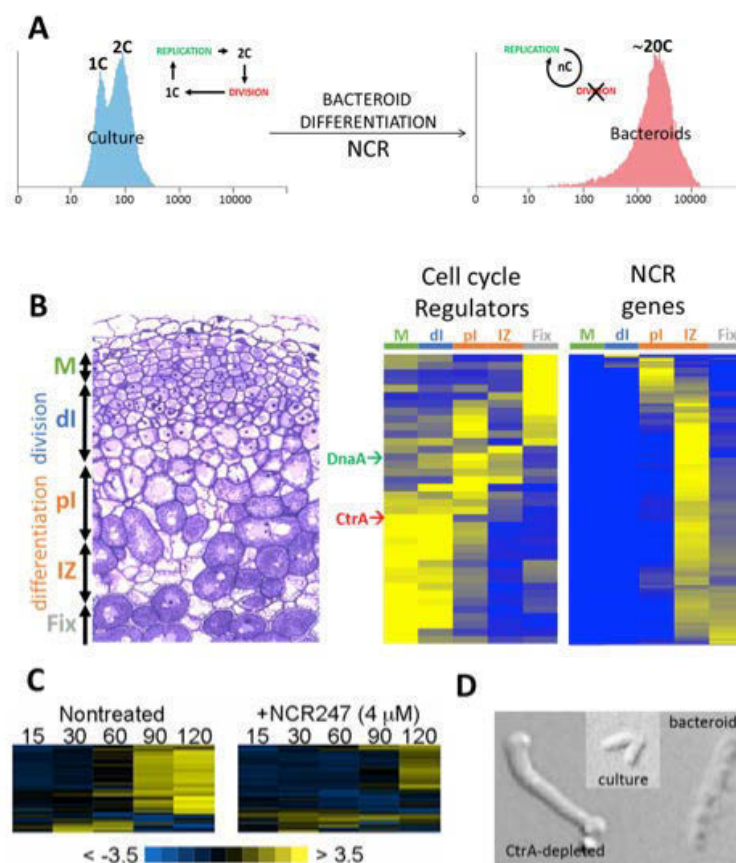 A
1C 2C
REPLICATION → 2C
1C ← DIVISION
Culture
0 10 100 1000 10000
BACTEROID
DIFFERENTIATION
NCR
REPLICATION
nC
DIVISION
~20C
Bacteroids
0 10 100 1000 10000
B
M
dI
pI
IZ
Fix
division
differentiation
Cell cycle
Regulators
M dI pI IZ Fix
DnaA→
CtrA→
NCR
genes
M dI pI IZ Fix
C
Nontreated
15 30 60 90 120
+NCR247 (4 μM)
15 30 60 90 120
< -3.5 > 3.5
D
bacteroid
culture
CtrA-depleted